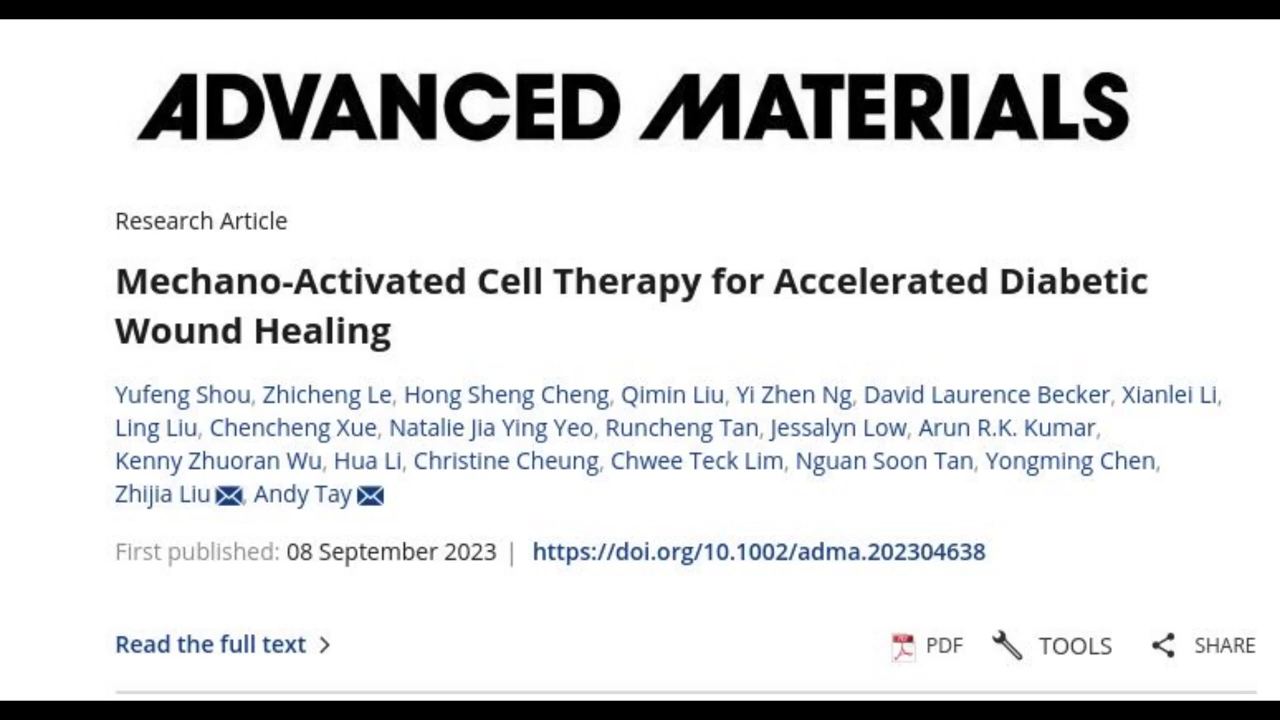 ADVANCED MATERIALS
Research Article
Mechano-Activated Cell Therapy for Accelerated Diabetic
Wound Healing
Yufeng Shou, Zhicheng Le, Hong Sheng Cheng, Qimin Liu, Yi Zhen Ng, David Laurence Becker, Xianlei Li,
Ling Liu, Chencheng Xue, Natalie Jia Ying Yeo, Runcheng Tan, Jessalyn Low, Arun R.K. Kumar,
Kenny Zhuoran Wu, Hua Li, Christine Cheung, Chwee Teck Lim, Nguan Soon Tan, Yongming Chen,
Zhijia Liu, Andy Tay
First published: 08 September 2023 | https://doi.org/10.1002/adma.202304638
Read the full text > PDF TOOLS SHARE